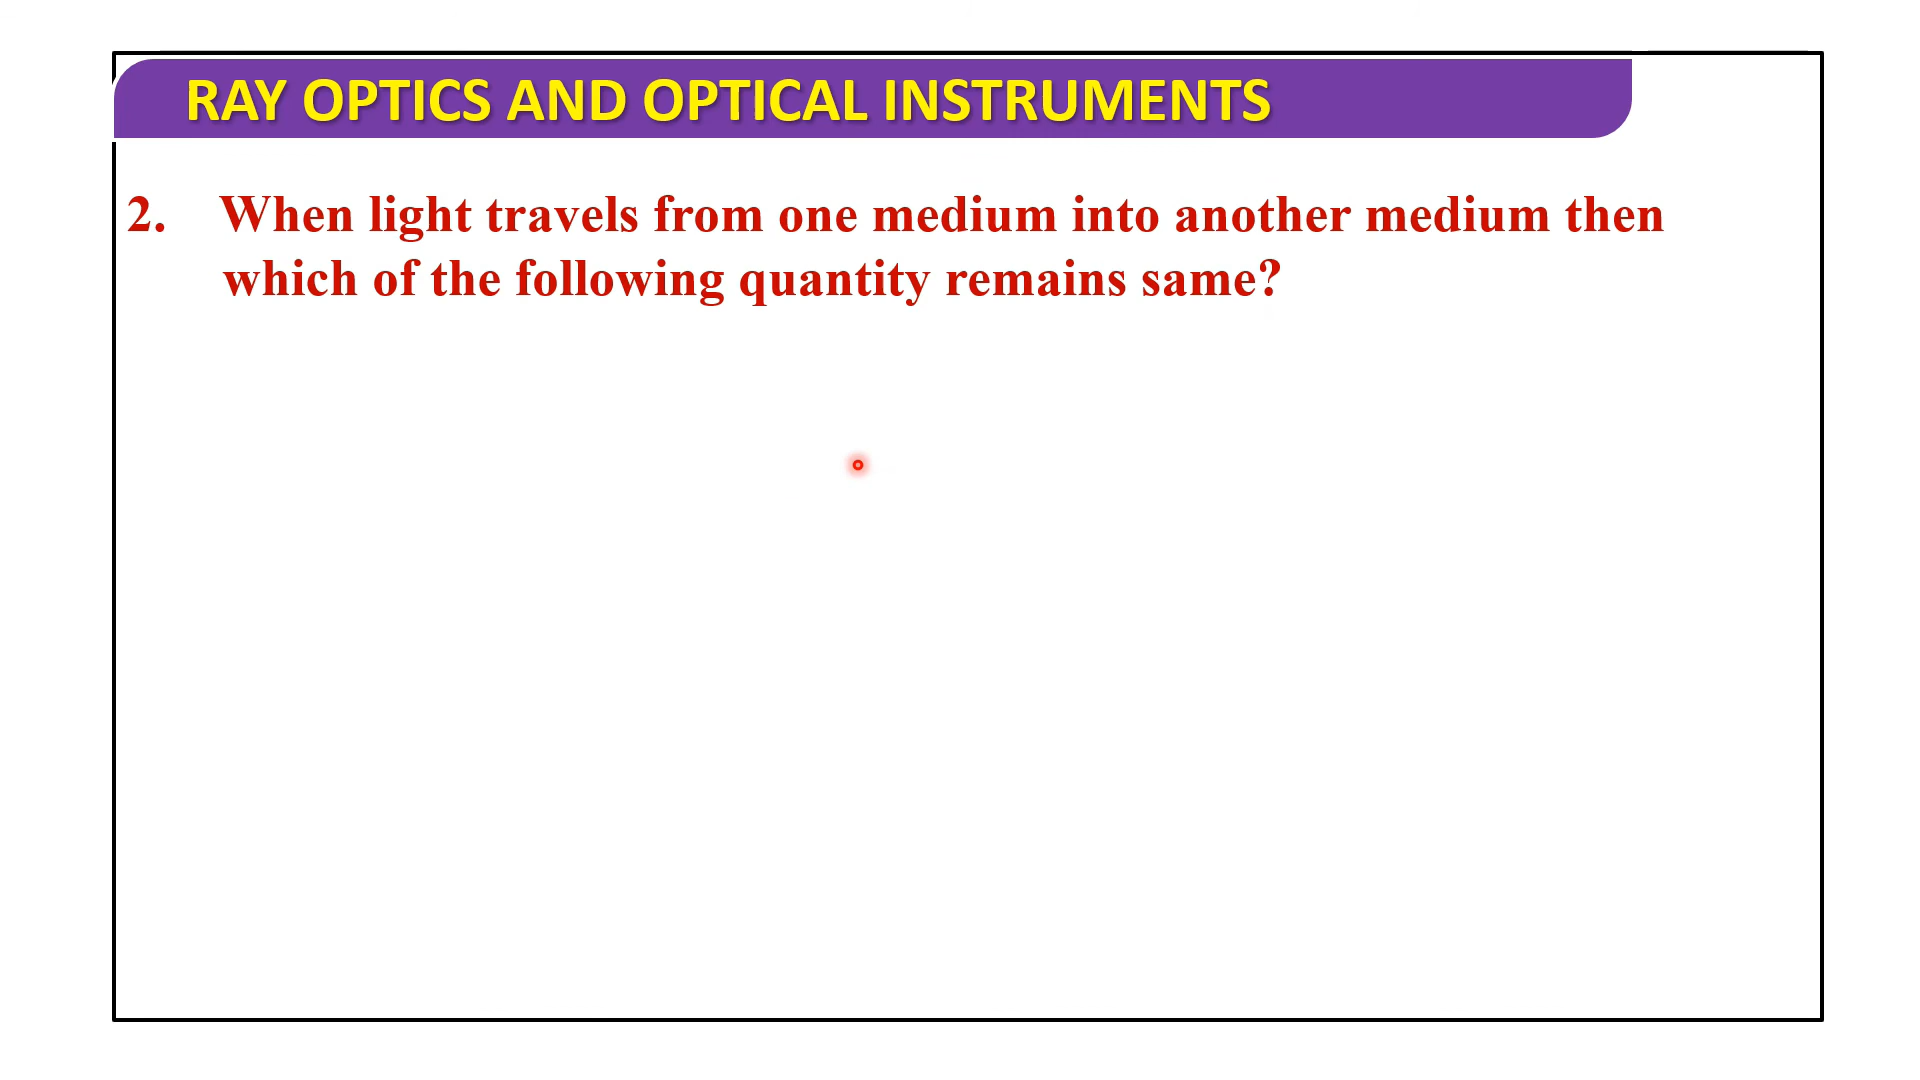 RAY OPTICS AND OPTICAL INSTRUMENTS
2. When light travels from one medium into another medium then
which of the following quantity remains same?